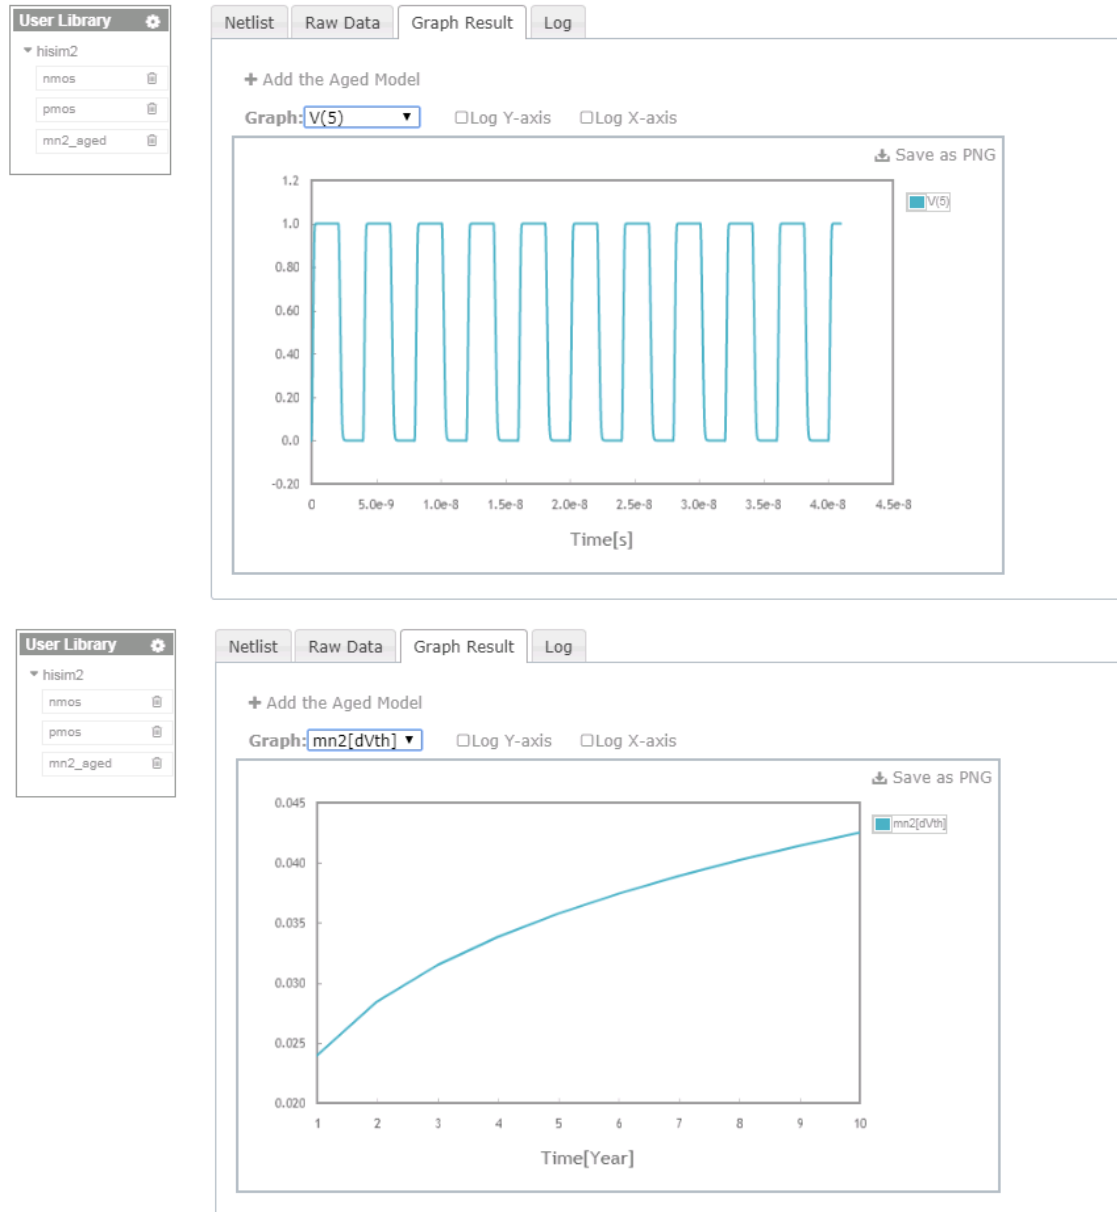 User Library
hisim2
nmos
pmos
mn2_aged
Netlist Raw Data Graph Result Log
Add the Aged Model
Graph: V(5) Log Y-axis Log X-axis
Save as PNG
V(5)
1.2
1.0
0.80
0.60
0.40
0.20
0.0
-0.20
0 5.0e-9 1.0e-8 1.5e-8 2.0e-8 2.5e-8 3.0e-8 3.5e-8 4.0e-8 4.5e-8
Time[s]
User Library
hisim2
nmos
pmos
mn2_aged
Netlist Raw Data Graph Result Log
Add the Aged Model
Graph: mn2[dVth] Log Y-axis Log X-axis
Save as PNG
mn2[dVth]
0.045
0.040
0.035
0.030
0.025
0.020
1 2 3 4 5 6 7 8 9 10
Time[Year]